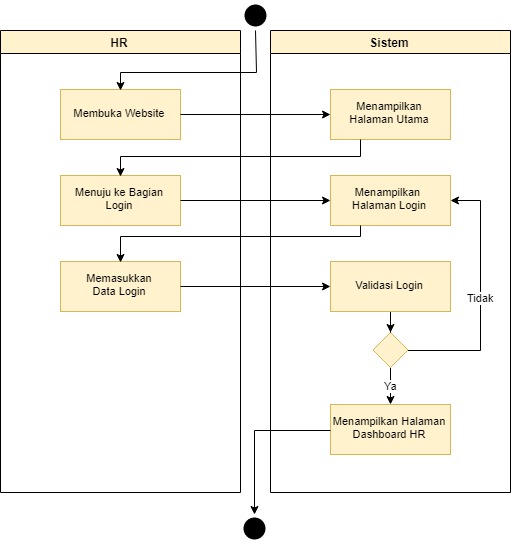 HR
Sistem
Membuka Website
Menampilkan
Halaman Utama
Menuju ke Bagian
Login
Menampilkan
Halaman Login
Memasukkan
Data Login
Validasi Login
Tidak
Ya
Menampilkan Halaman
Dashboard HR